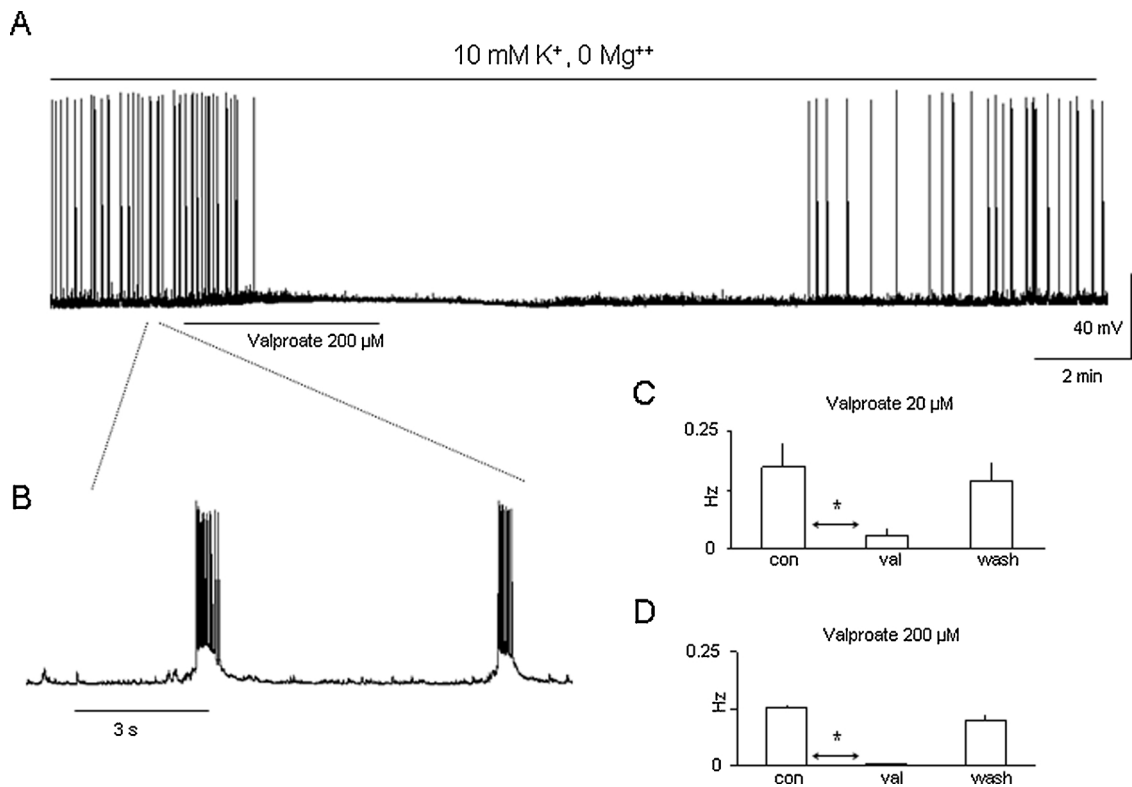 A
10 mM K⁺, 0 Mg⁺⁺
Valproate 200 µM
40 mV
2 min
B
3 s
C
Valproate 20 µM
0.25
Hz
*
0
con val wash
D
Valproate 200 µM
0.25
Hz
*
0
con val wash